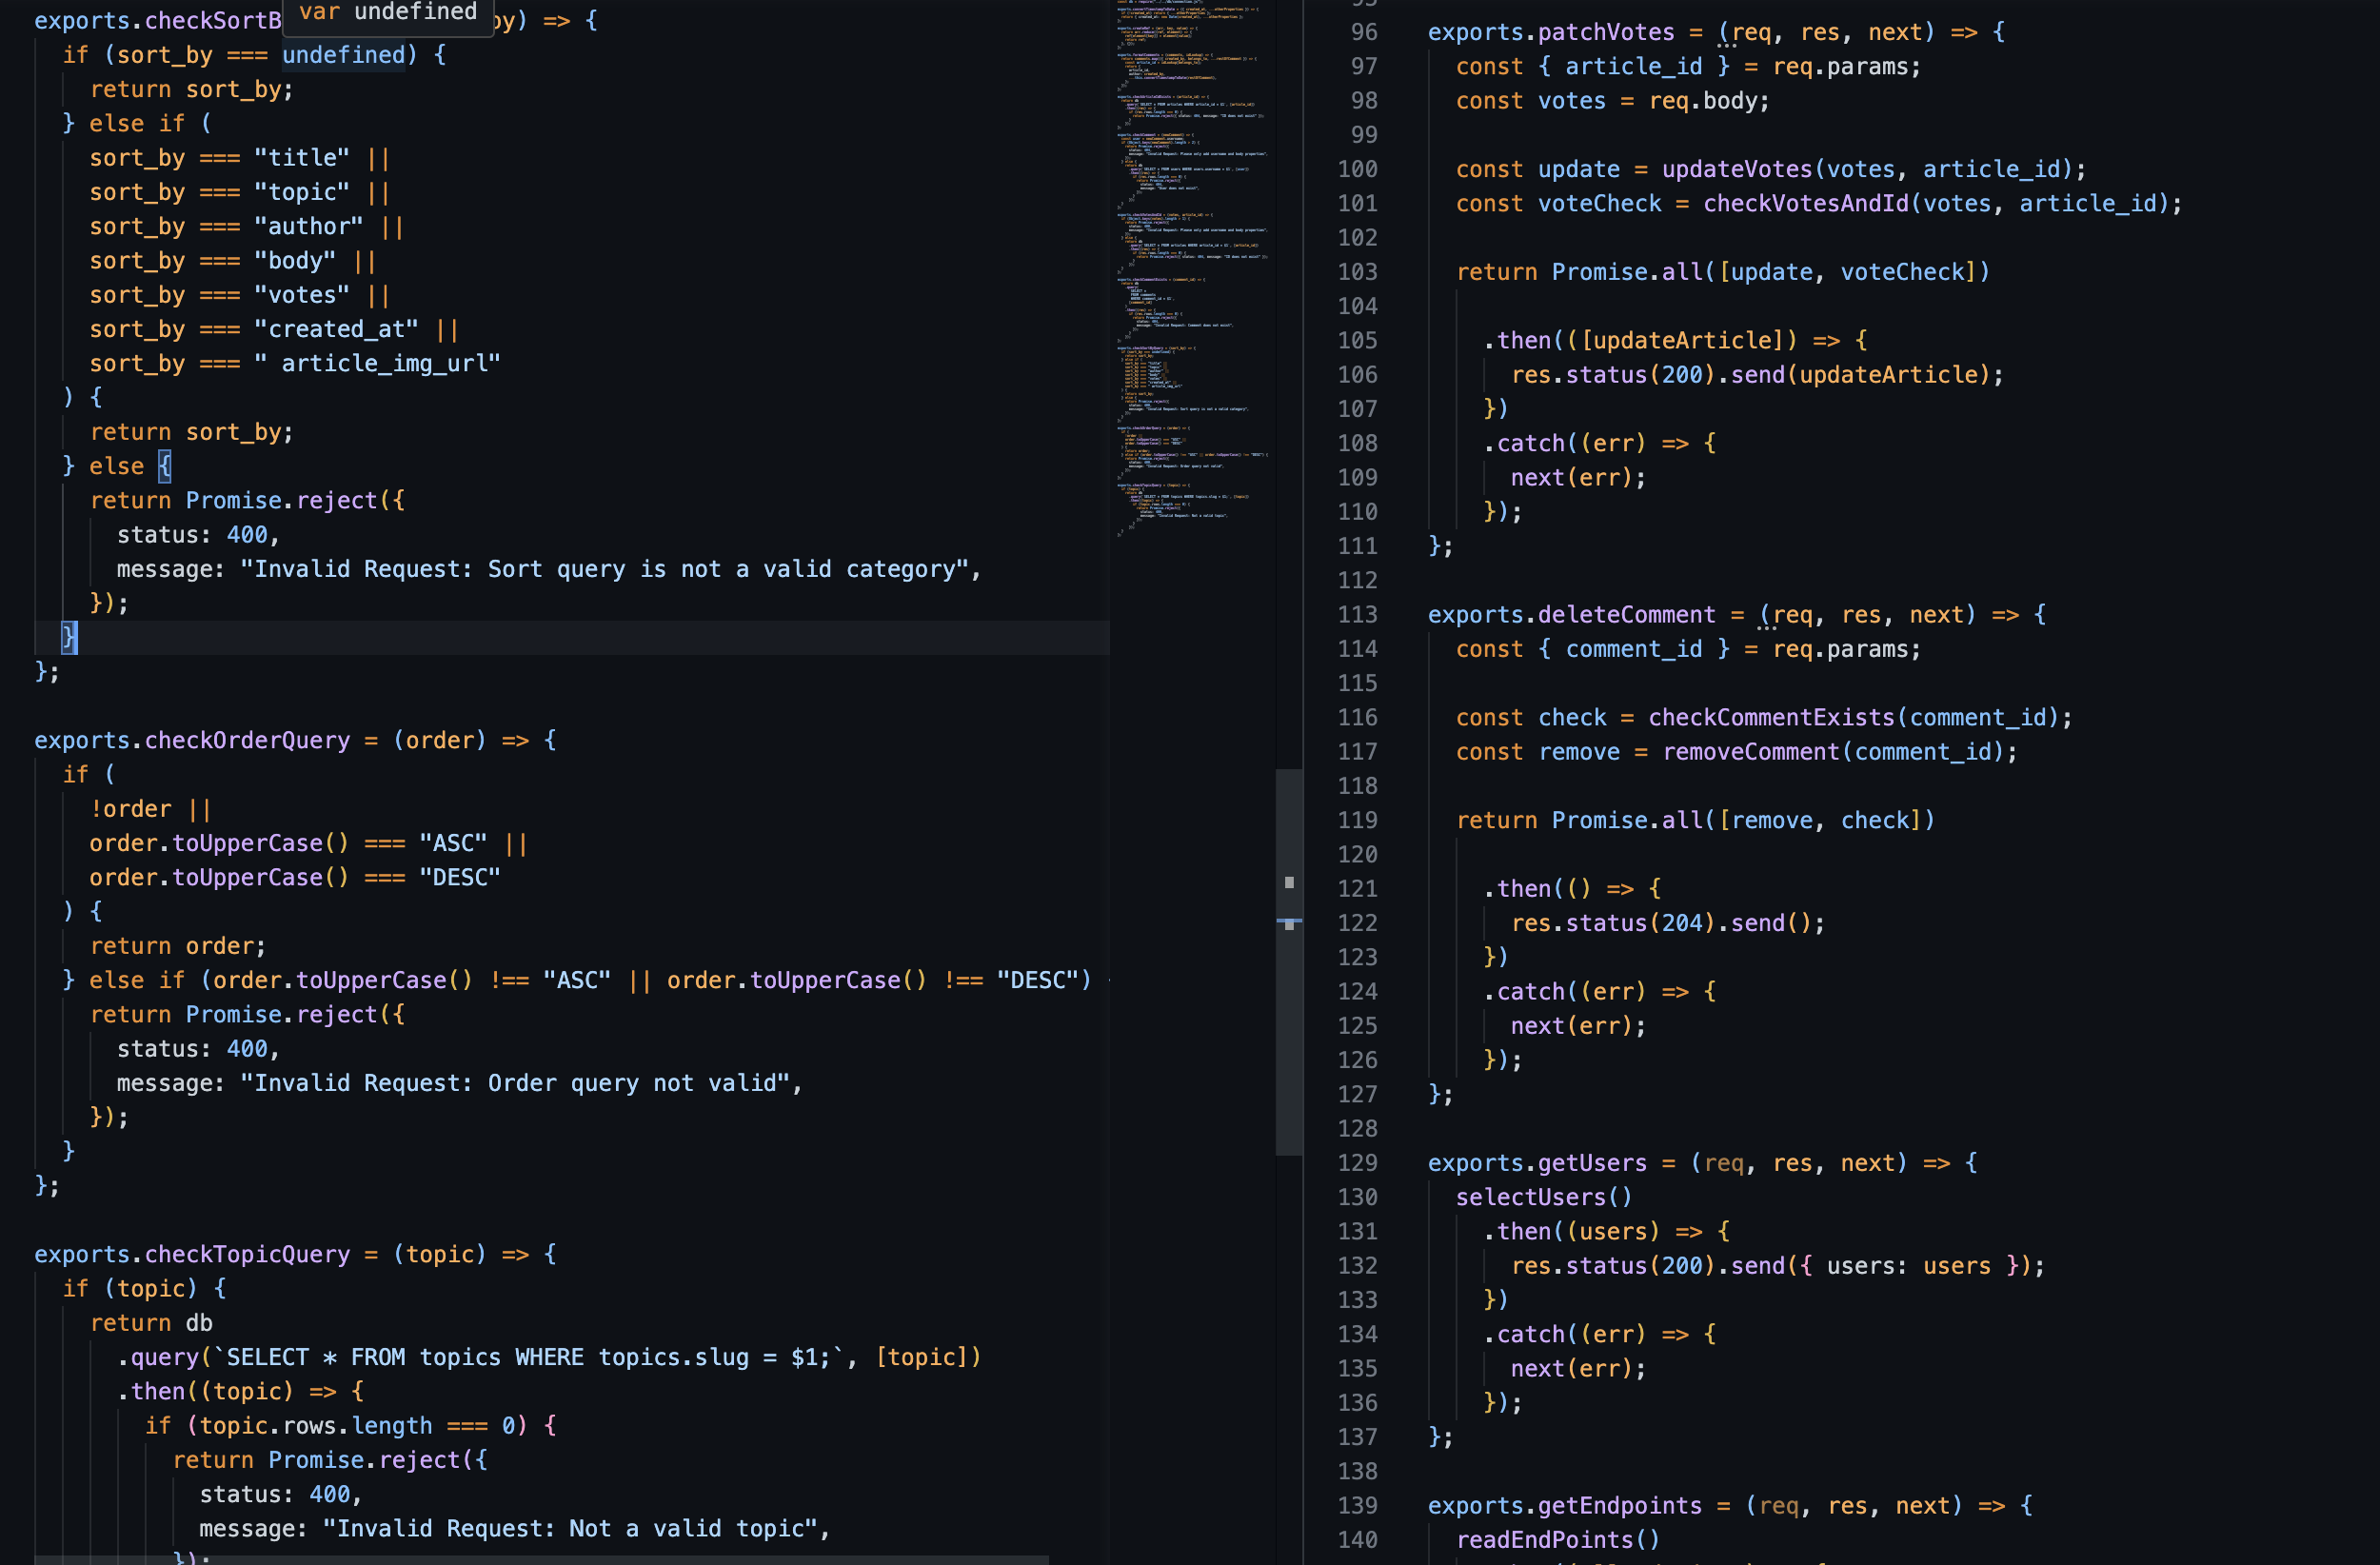 exports.checkSortB
var undefined
by) => {
  if (sort_by === undefined) {
    return sort_by;
  } else if (
    sort_by === "title" ||
    sort_by === "topic" ||
    sort_by === "author" ||
    sort_by === "body" ||
    sort_by === "votes" ||
    sort_by === "created_at" ||
    sort_by === " article_img_url"
  ) {
    return sort_by;
  } else {
    return Promise.reject({
      status: 400,
      message: "Invalid Request: Sort query is not a valid category",
    });
  }
};
exports.checkOrderQuery = (order) => {
  if (
    !order ||
    order.toUpperCase() === "ASC" ||
    order.toUpperCase() === "DESC"
  ) {
    return order;
  } else if (order.toUpperCase() !== "ASC" || order.toUpperCase() !== "DESC")
    return Promise.reject({
      status: 400,
      message: "Invalid Request: Order query not valid",
    });
  }
};
exports.checkTopicQuery = (topic) => {
  if (topic) {
    return db
      .query(`SELECT * FROM topics WHERE topics.slug = $1;`, [topic])
      .then((topic) => {
        if (topic.rows.length === 0) {
          return Promise.reject({
            status: 400,
            message: "Invalid Request: Not a valid topic",
          });
96 exports.patchVotes = (req, res, next) => {
97   const { article_id } = req.params;
98   const votes = req.body;
99
100   const update = updateVotes(votes, article_id);
101   const voteCheck = checkVotesAndId(votes, article_id);
102
103   return Promise.all([update, voteCheck])
104
105     .then(([updateArticle]) => {
106       res.status(200).send(updateArticle);
107     })
108     .catch((err) => {
109       next(err);
110     });
111 };
112
113 exports.deleteComment = (req, res, next) => {
114   const { comment_id } = req.params;
115
116   const check = checkCommentExists(comment_id);
117   const remove = removeComment(comment_id);
118
119   return Promise.all([remove, check])
120
121     .then(() => {
122       res.status(204).send();
123     })
124     .catch((err) => {
125       next(err);
126     });
127 };
128
129 exports.getUsers = (req, res, next) => {
130   selectUsers()
131     .then((users) => {
132       res.status(200).send({ users: users });
133     })
134     .catch((err) => {
135       next(err);
136     });
137 };
138
139 exports.getEndpoints = (req, res, next) => {
140   readEndPoints()